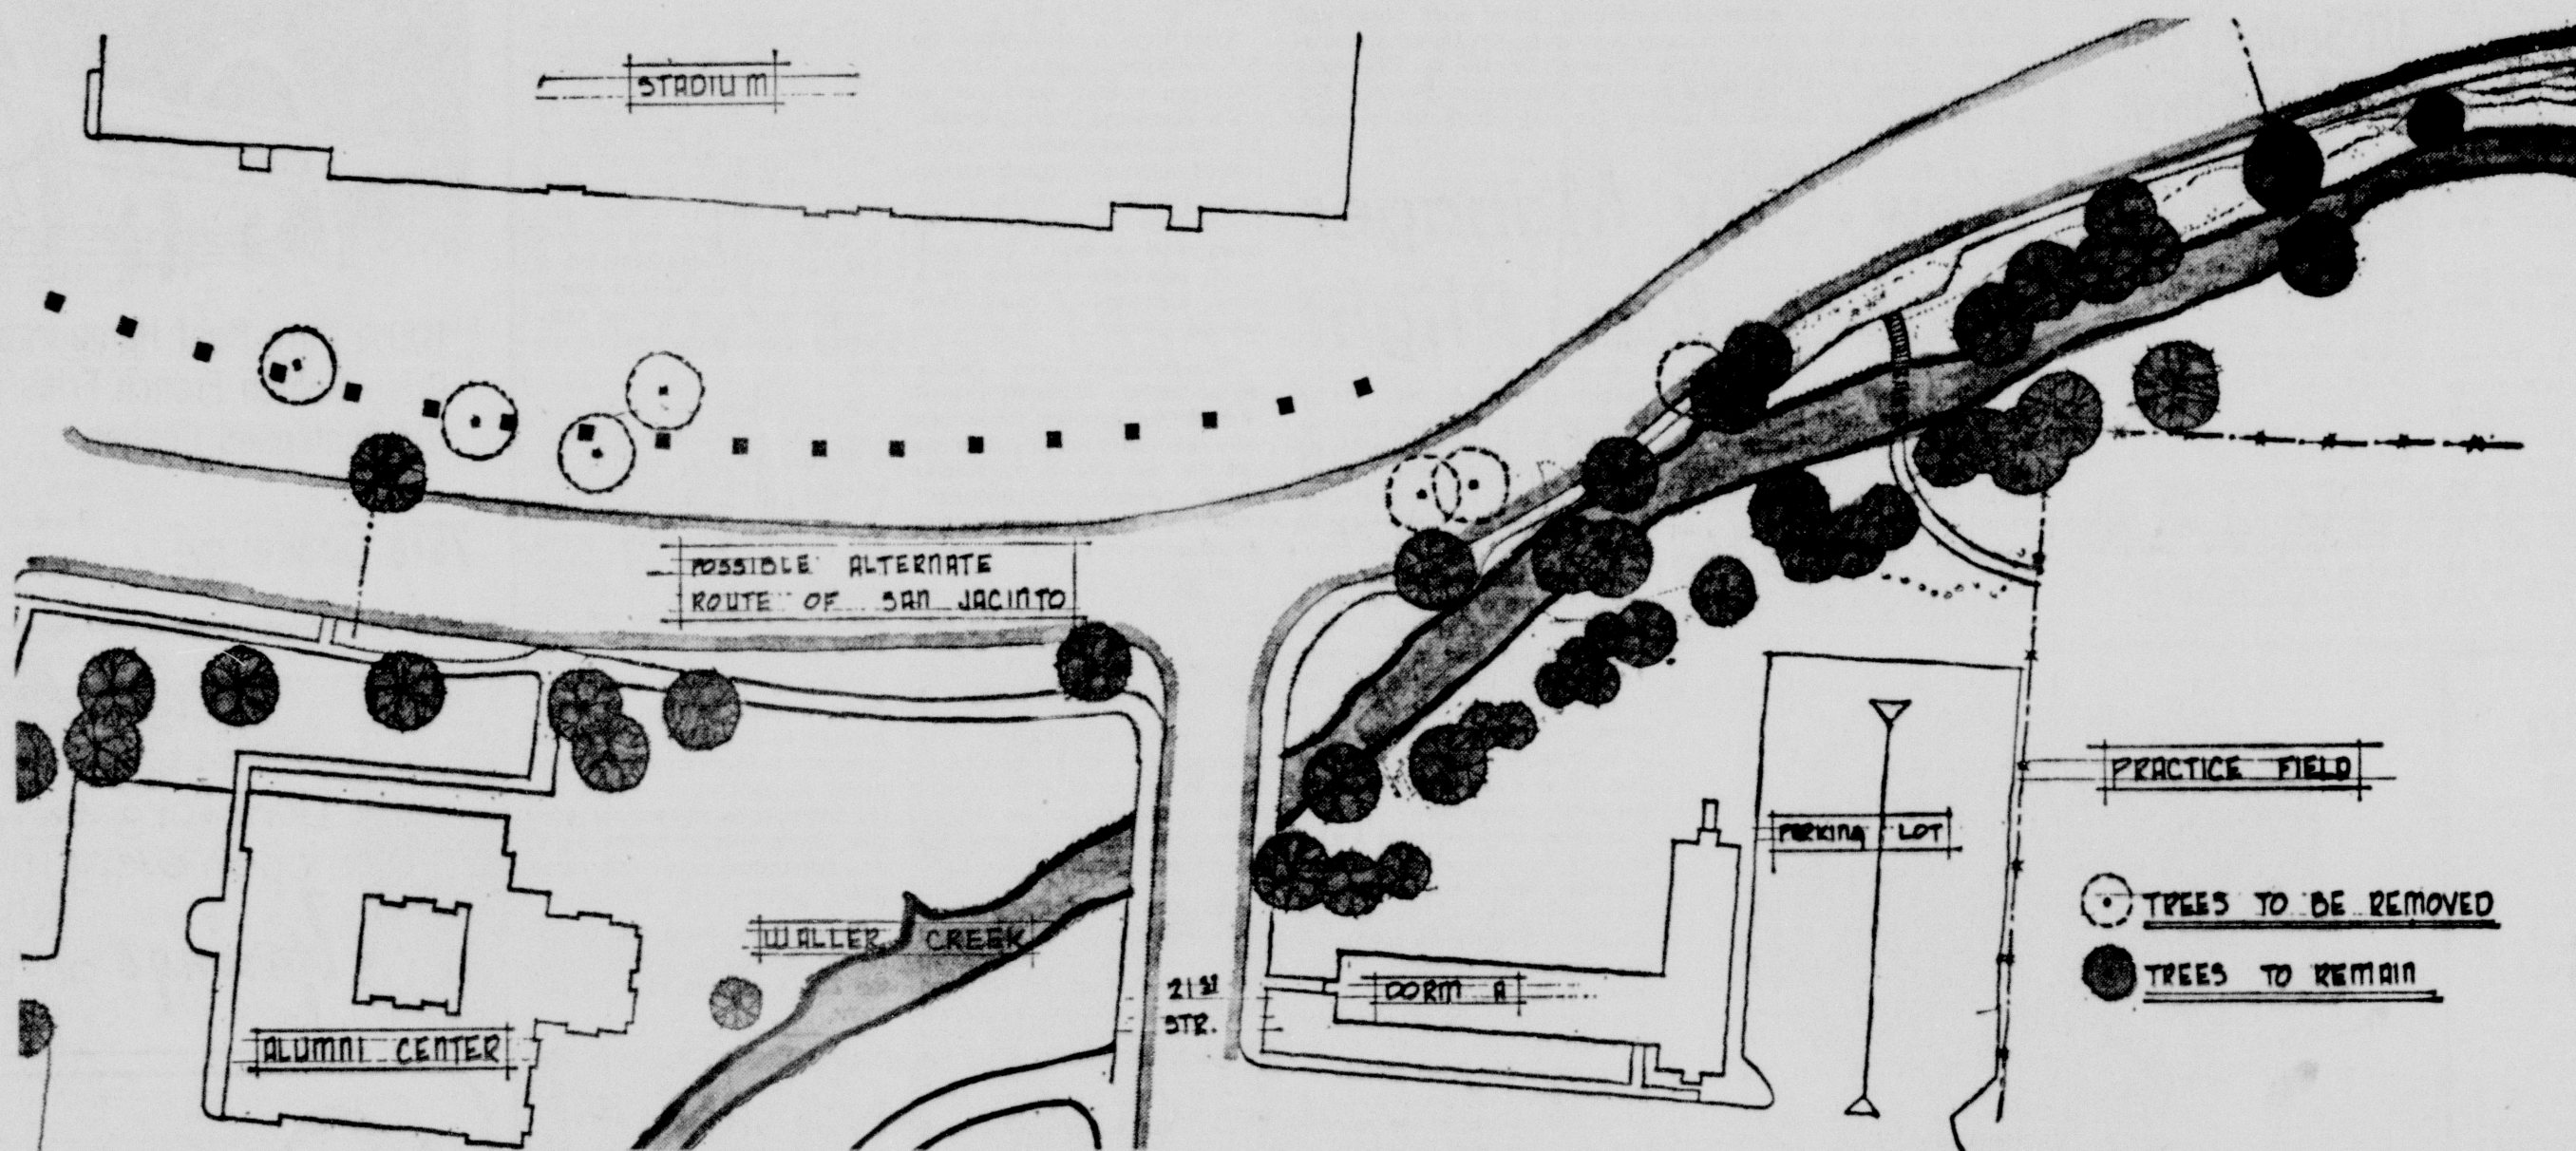 STADIUM
POSSIBLE ALTERNATE
ROUTE OF SAN JACINTO
PRACTICE FIELD
PARKING LOT
TREES TO BE REMOVED
TREES TO REMAIN
WALLER CREEK
21ST
STR.
DORM A
ALUMNI CENTER